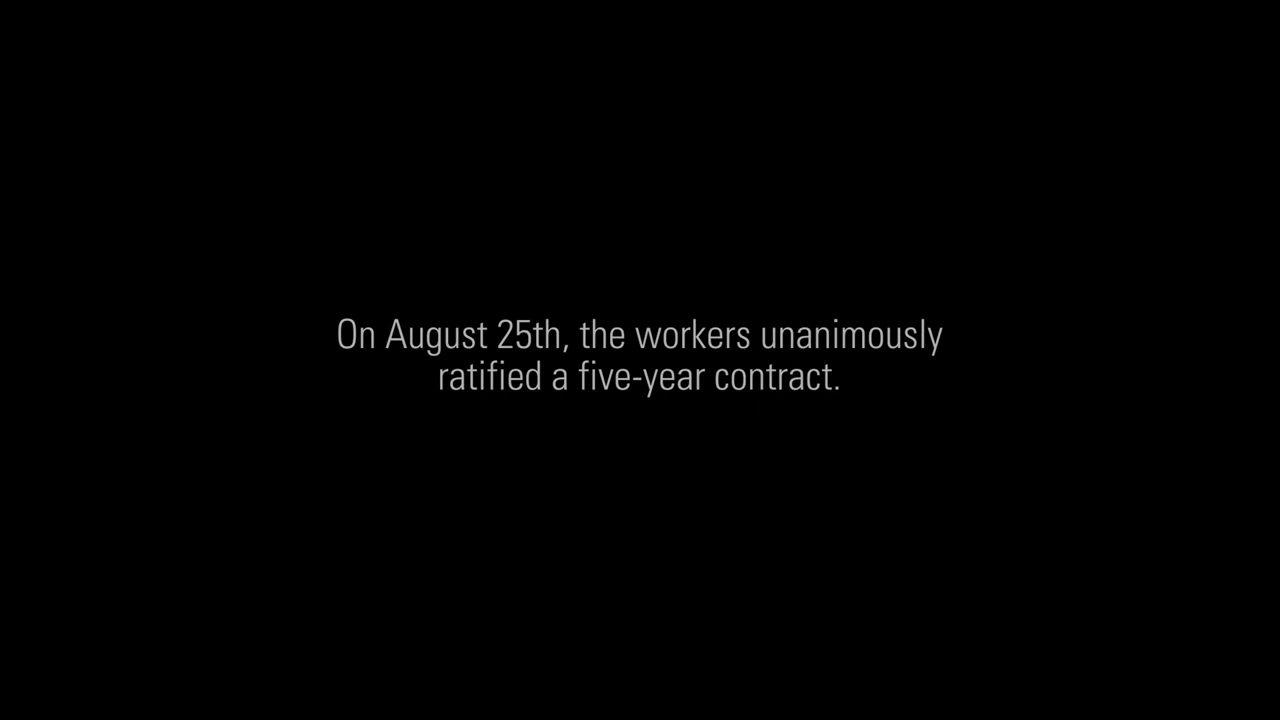 On August 25th, the workers unanimously
ratified a five-year contract.